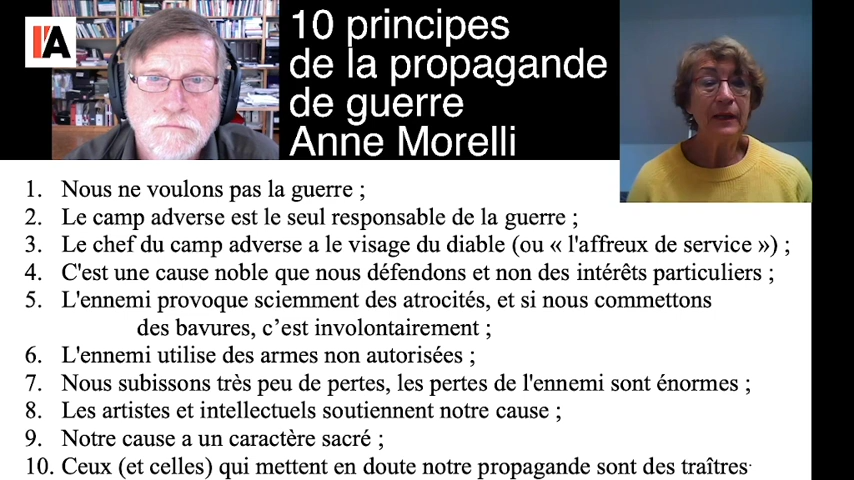 I'A
10 principes
de la propagande
de guerre
Anne Morelli
1. Nous ne voulons pas la guerre ;
2. Le camp adverse est le seul responsable de la guerre ;
3. Le chef du camp adverse a le visage du diable (ou « l'affreux de service ») ;
4. C'est une cause noble que nous défendons et non des intérêts particuliers ;
5. L'ennemi provoque sciemment des atrocités, et si nous commettons
des bavures, c’est involontairement ;
6. L'ennemi utilise des armes non autorisées ;
7. Nous subissons très peu de pertes, les pertes de l'ennemi sont énormes ;
8. Les artistes et intellectuels soutiennent notre cause ;
9. Notre cause a un caractère sacré ;
10. Ceux (et celles) qui mettent en doute notre propagande sont des traîtres.